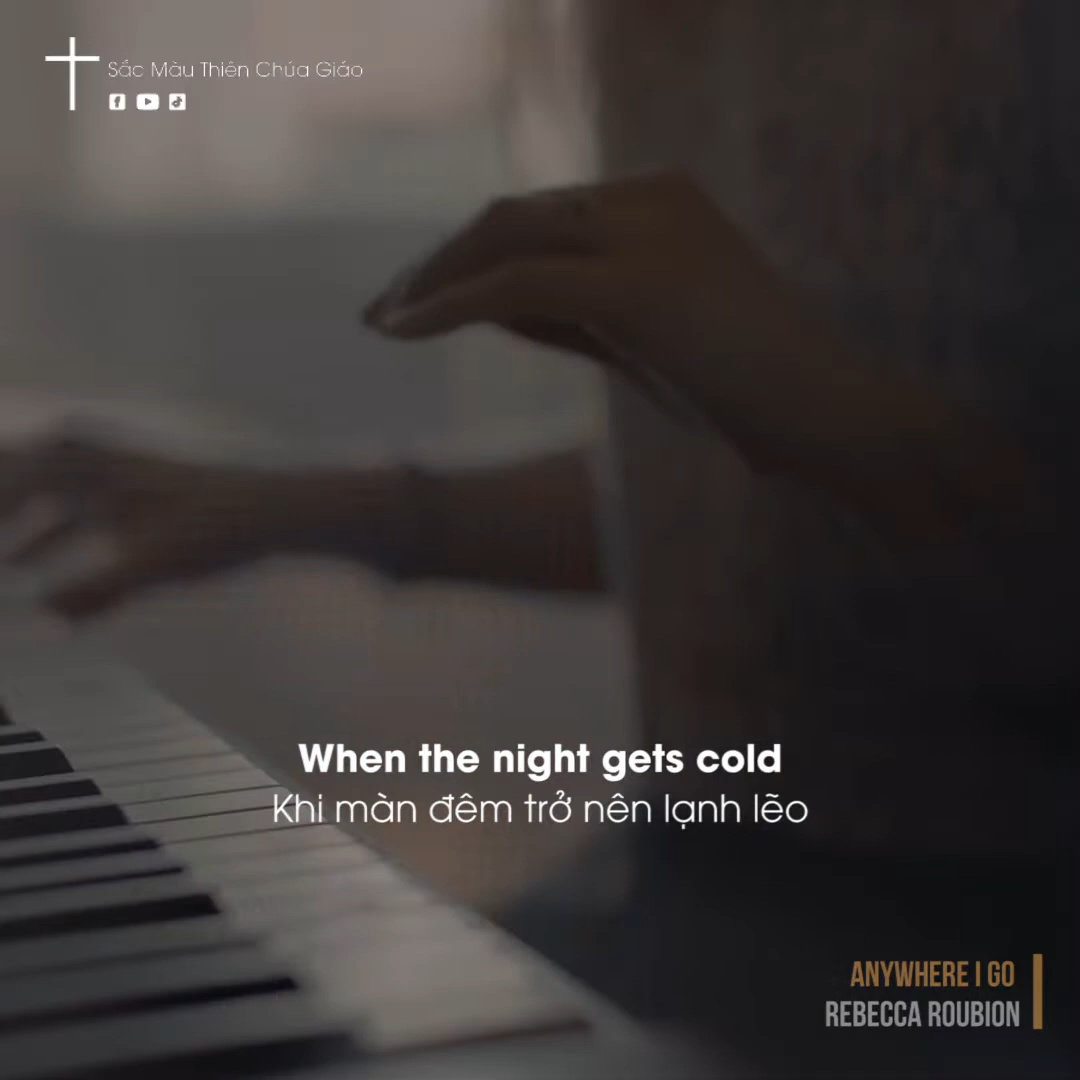 Sắc Màu Thiên Chúa Giáo
When the night gets cold
Khi màn đêm trở nên lạnh lẽo
ANYWHERE I GO
REBECCA ROUBION